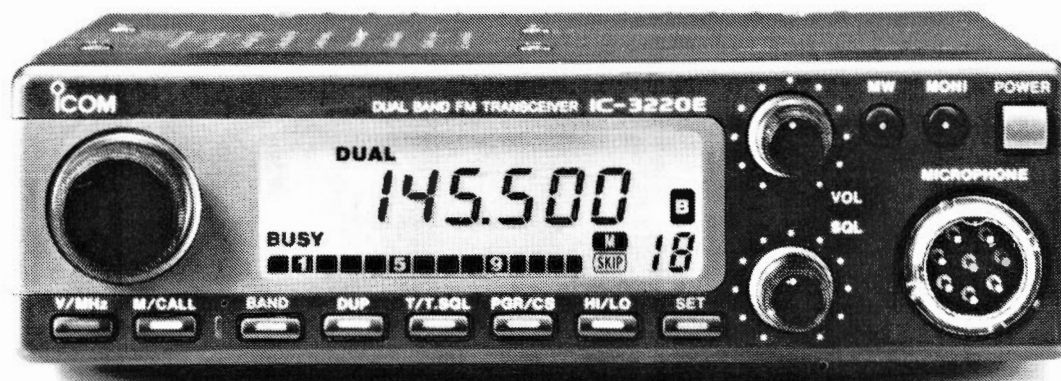 iCOM
DUAL BAND FM TRANSCEIVER IC-3220E
MW MONI POWER
DUAL
145.500 B
BUSY M
1 5 9 SKIP 18
VOL
SQL
MICROPHONE
V/MHz M/CALL BAND DUP T/T.SQL PGR/CS HI/LO SET